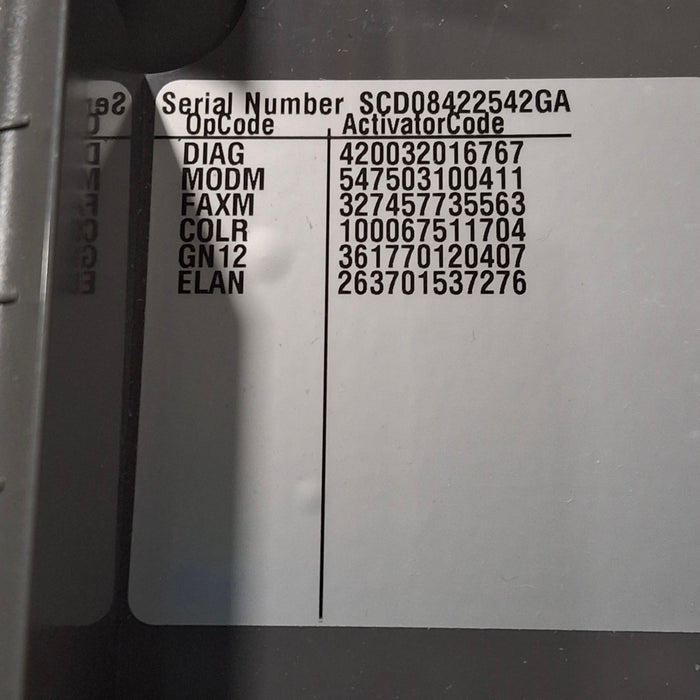 Serial Number SCD08422542GA
OpCode ActivatorCode
DIAG 420032016767
MODM 547503100411
FAXM 327457735563
COLR 100067511704
GN12 361770120407
ELAN 263701537276